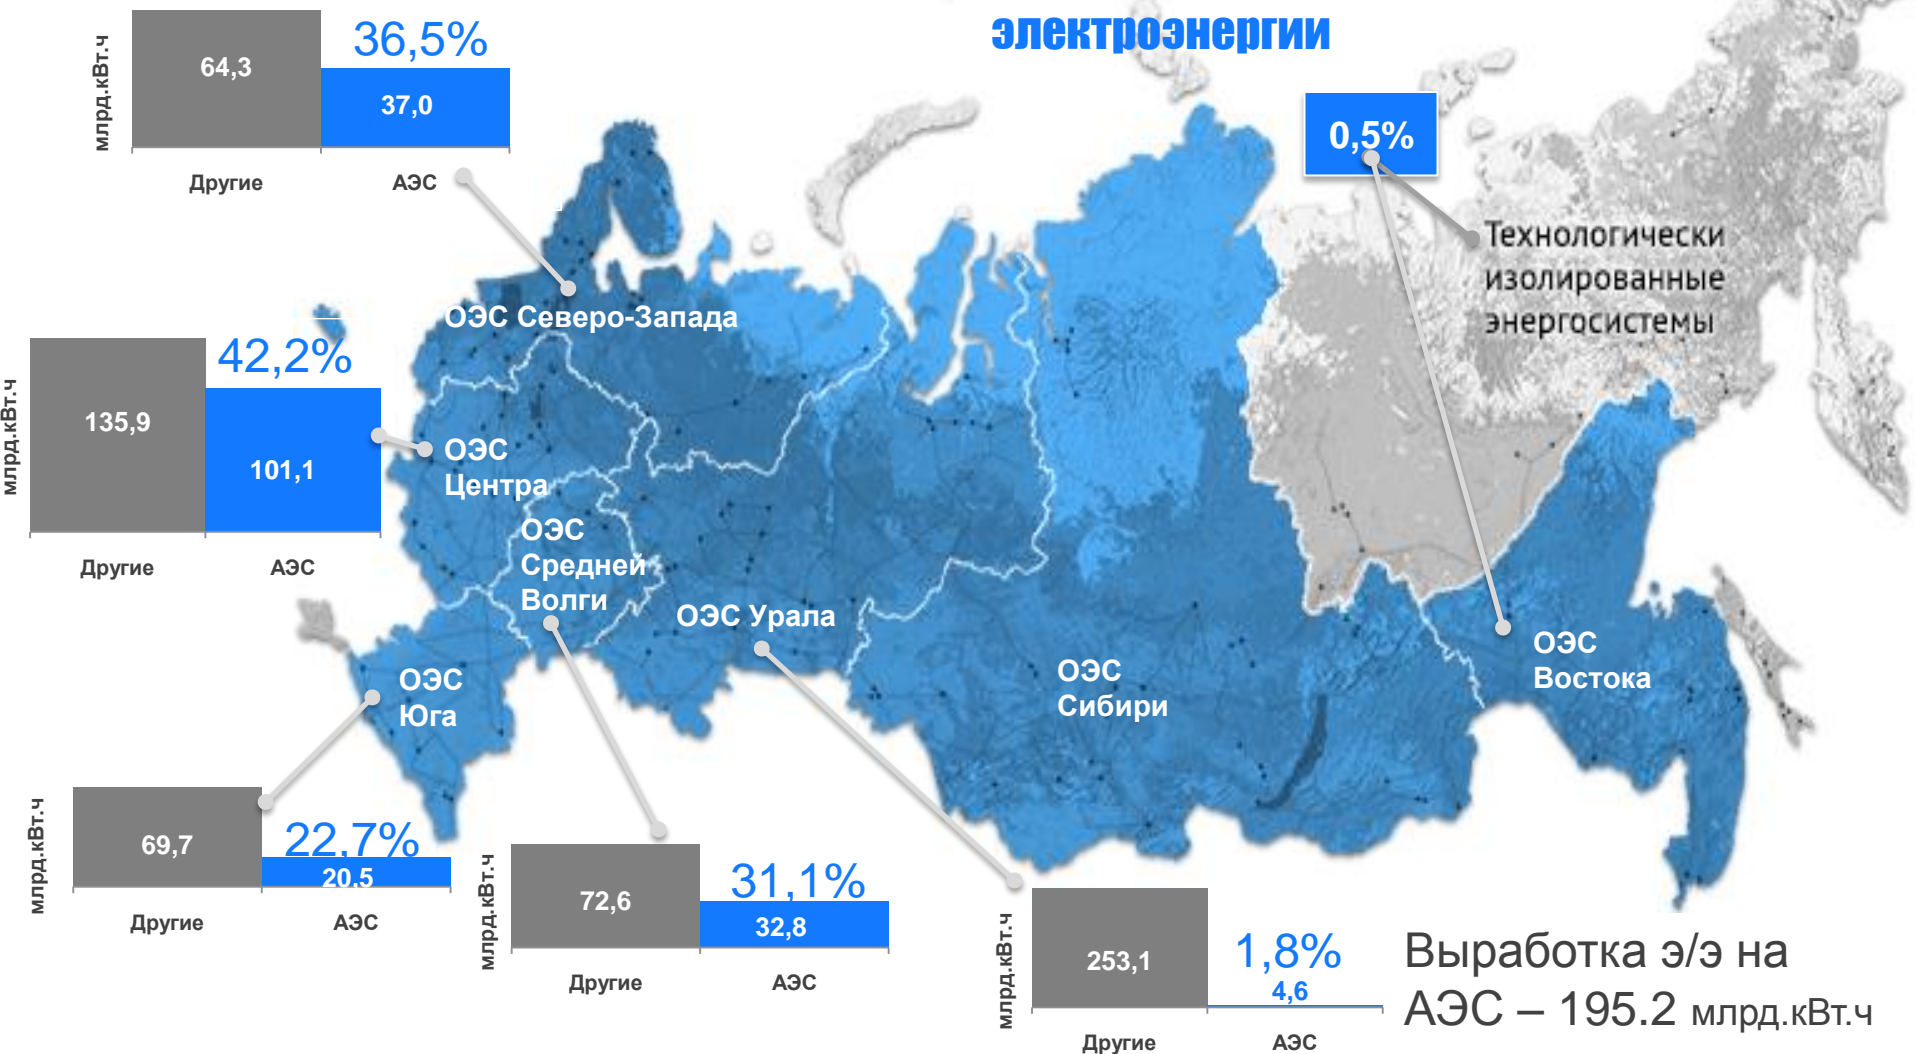 электроэнергии
млрд.кВт.ч
64,3
36,5%
37,0
Другие
АЭС
0,5%
Технологически
изолированные
энергосистемы
ОЭС Северо-Запада
млрд.кВт.ч
135,9
42,2%
101,1
Другие
АЭС
ОЭС
Центра
ОЭС
Средней
Волги
ОЭС Урала
ОЭС
Сибири
ОЭС
Востока
ОЭС
Юга
млрд.кВт.ч
69,7
22,7%
20,5
Другие
АЭС
млрд.кВт.ч
72,6
31,1%
32,8
Другие
АЭС
млрд.кВт.ч
253,1
1,8%
4,6
Другие
АЭС
Выработка э/э на
АЭС – 195.2 млрд.кВт.ч